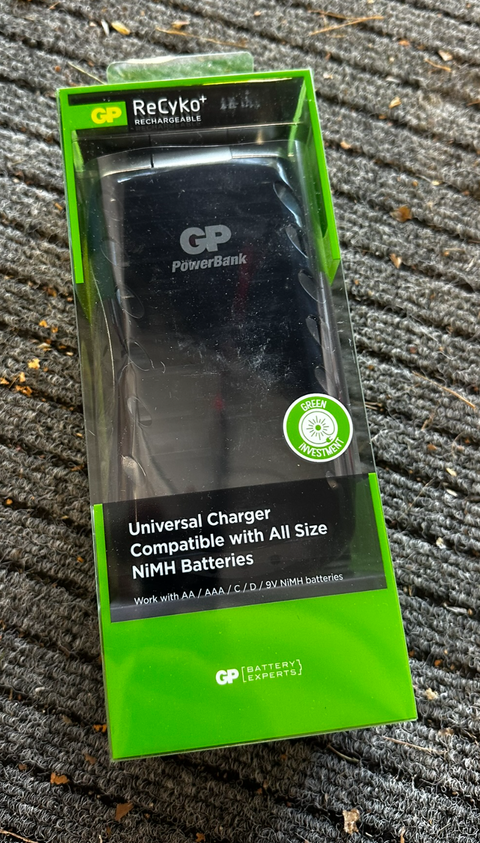 GP ReCyko+
RECHARGEABLE
GP
PowerBank
GREEN
INVESTMENT
Universal Charger
Compatible with All Size
NiMH Batteries
Work with AA / AAA / C / D / 9V NiMH batteries
GP [BATTERY
EXPERTS}